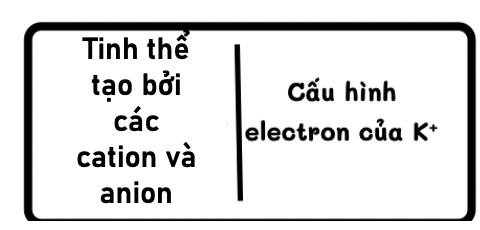 Tinh thể
tạo bởi
các
cation và
anion
Cấu hình
electron của K⁺